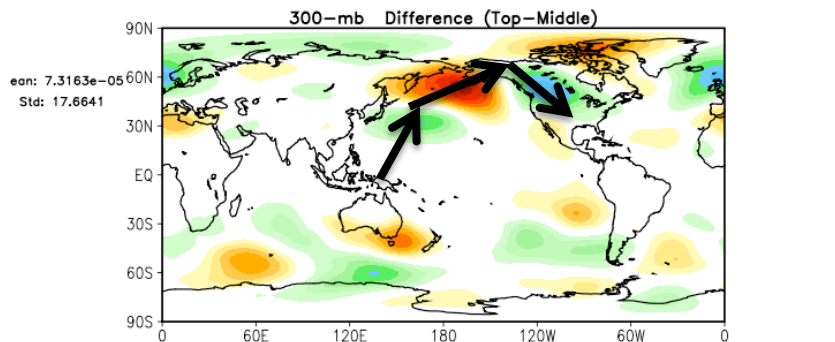 300-mb Difference (Top-Middle)
90N
ean: 7.3163e-05
60N
Std: 17.6641
30N
EQ
30S
60S
90S
0 60E 120E 180 120W 60W 0